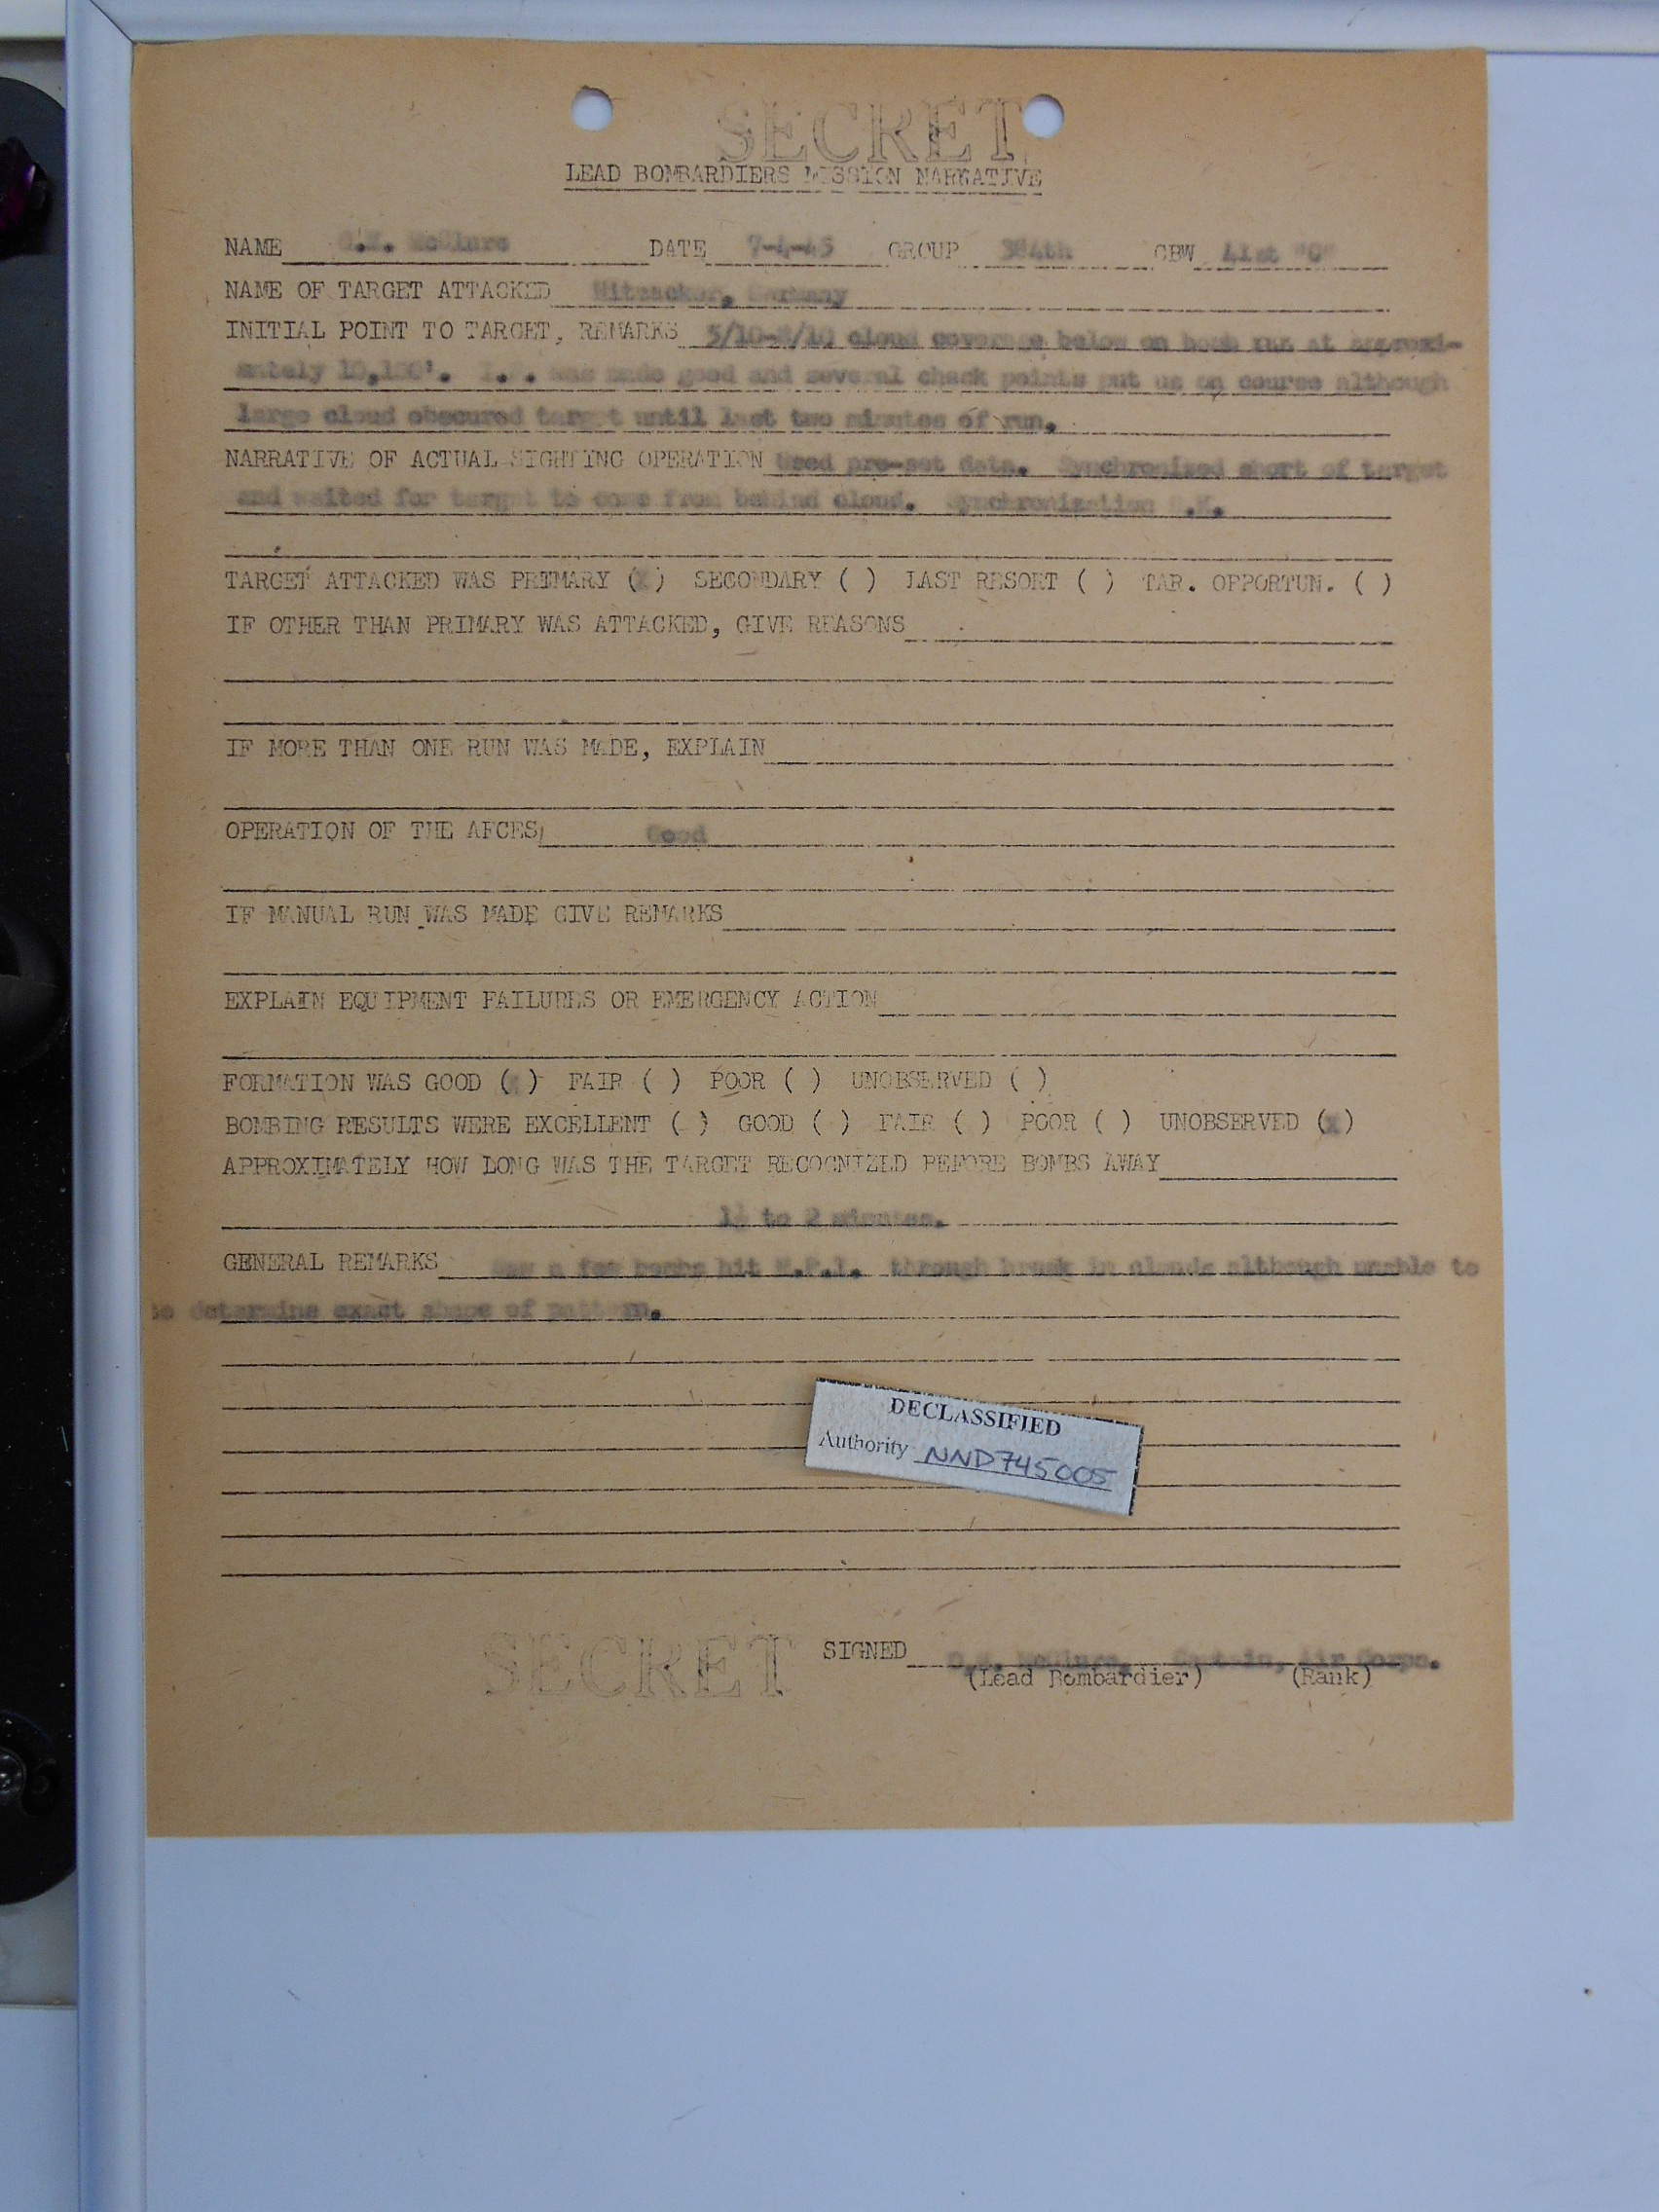 SECRET
LEAD BOMBARDIERS MISSION NARRATIVE
NAME McClure DATE 7-4-45 GROUP 384th CBW 41st "C"
NAME OF TARGET ATTACKED Hitzacker, Germany
INITIAL POINT TO TARGET, REMARKS cloud coverage below on bomb run at approxi-
mately I.P. was made good and several check points put us on course although
large cloud obscured target until last two minutes of run.
NARRATIVE OF ACTUAL SIGHTING OPERATION Used pre-set data. Synchronized short of target
and waited for target to come from behind cloud. Synchronization O.K.
TARGET ATTACKED WAS PRIMARY (X) SECONDARY ( ) LAST RESORT ( ) TAR. OPPORTUN. ( )
IF OTHER THAN PRIMARY WAS ATTACKED, GIVE REASONS
IF MORE THAN ONE RUN WAS MADE, EXPLAIN
OPERATION OF THE AFCES Good
IF MANUAL RUN WAS MADE GIVE REMARKS
EXPLAIN EQUIPMENT FAILURES OR EMERGENCY ACTION
FORMATION WAS GOOD (x) FAIR ( ) POOR ( ) UNOBSERVED ( )
BOMBING RESULTS WERE EXCELLENT ( ) GOOD ( ) FAIR ( ) POOR ( ) UNOBSERVED (x)
APPROXIMATELY HOW LONG WAS THE TARGET RECOGNIZED BEFORE BOMBS AWAY
1½ to 2 minutes.
GENERAL REMARKS Saw a few bombs hit M.P.I. through break in clouds although unable to
to determine exact shape of pattern.
DECLASSIFIED
Authority NND745005
SECRET
SIGNED McClure, Captain, Air Corps.
(Lead Bombardier) (Rank)